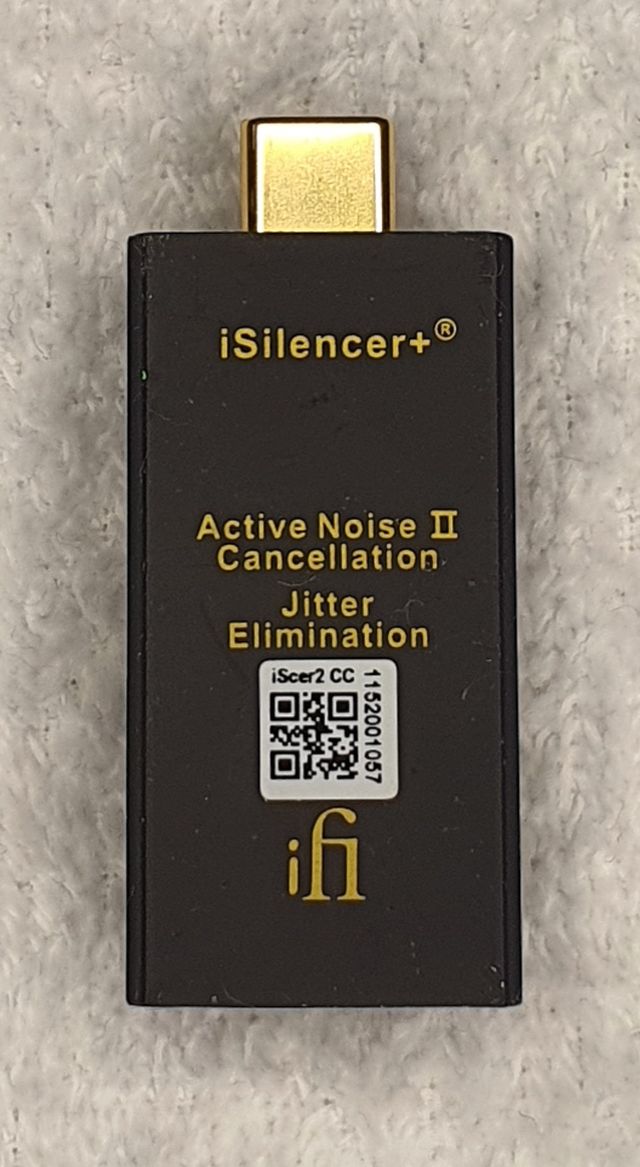 iSilencer+®
Active Noise II
Cancellation
Jitter
Elimination
iScer2 CC
1152001057
ifi